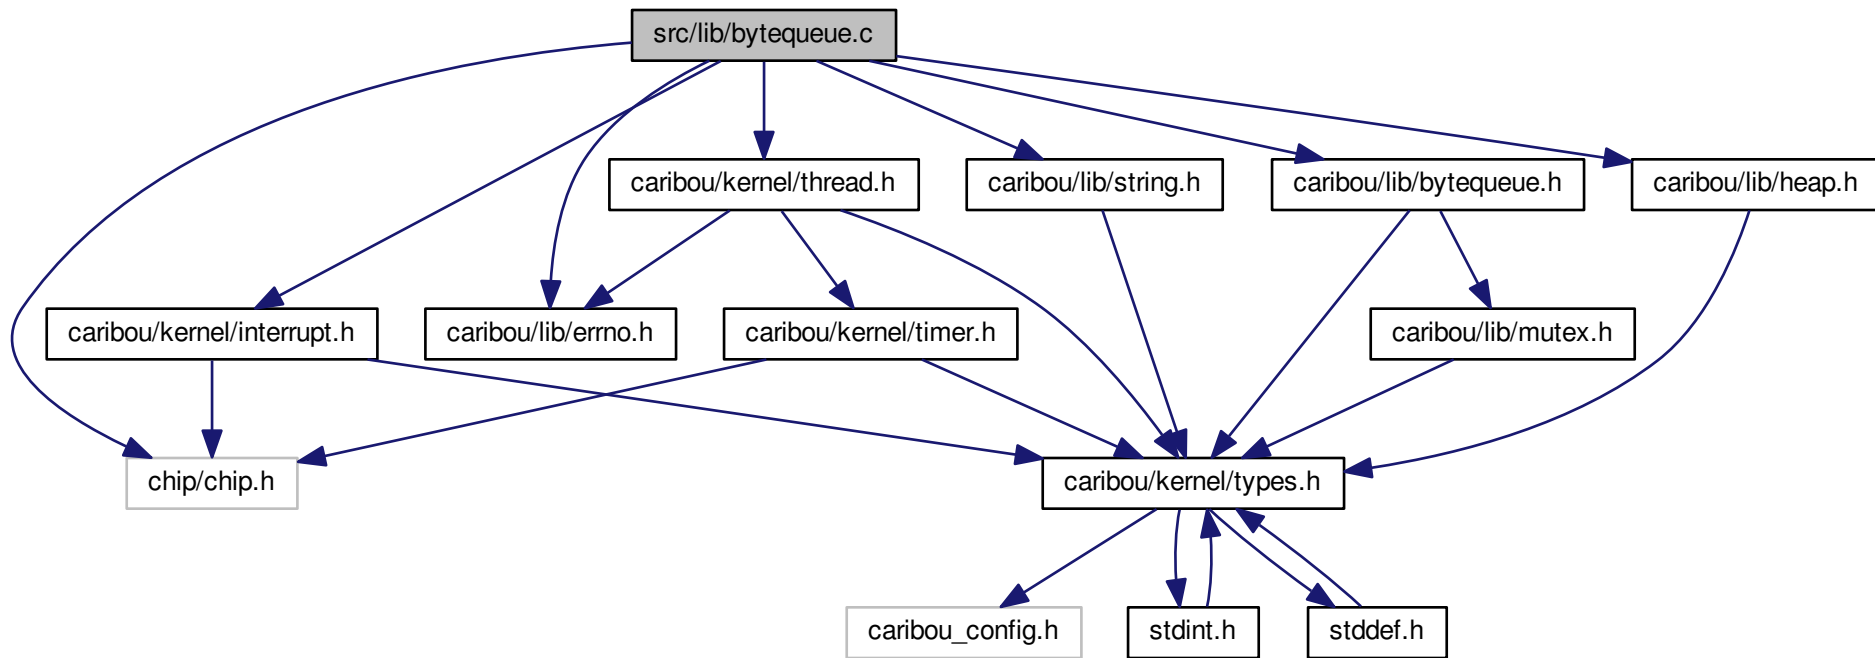 src/lib/bytequeue.c
caribou/kernel/thread.h
caribou/lib/string.h
caribou/lib/bytequeue.h
caribou/lib/heap.h
caribou/kernel/interrupt.h
caribou/lib/errno.h
caribou/kernel/timer.h
caribou/lib/mutex.h
chip/chip.h
caribou/kernel/types.h
caribou_config.h
stdint.h
stddef.h